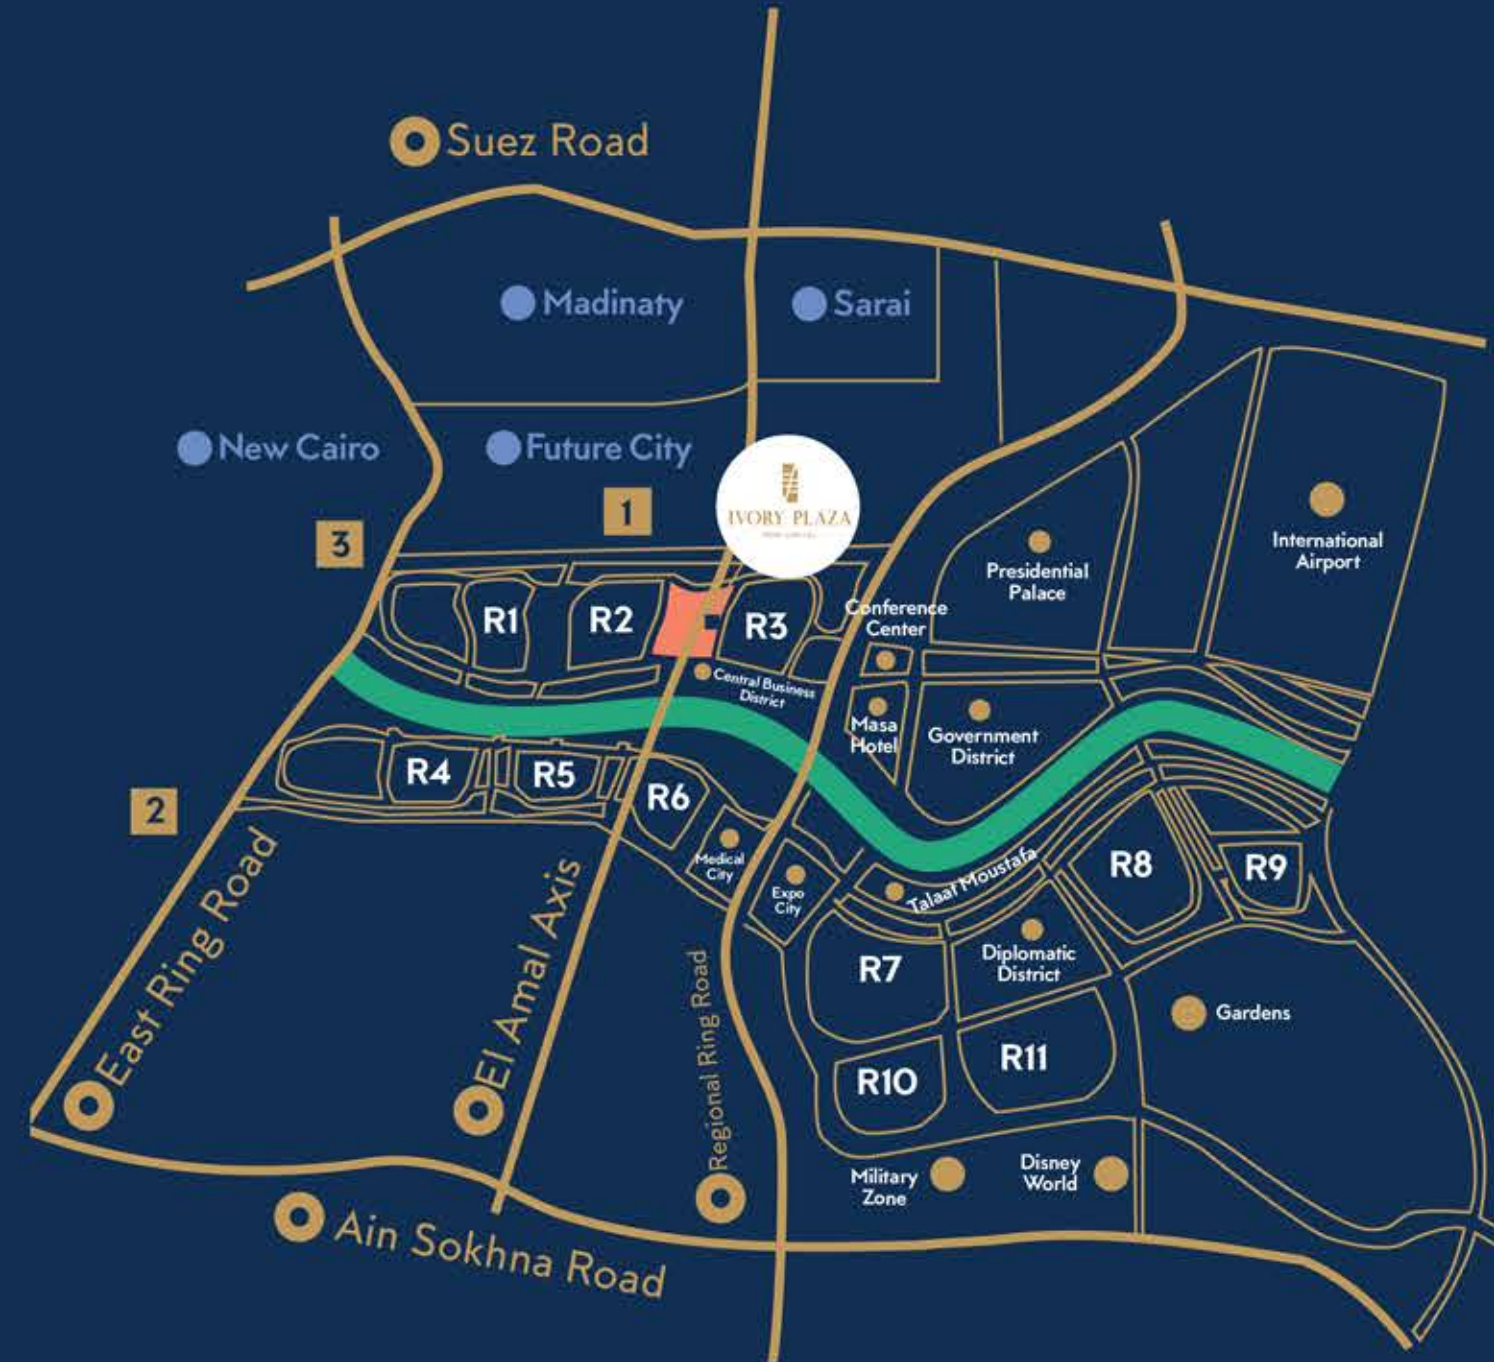 Suez Road
Madinaty
Sarai
New Cairo
Future City
1
IVORY PLAZA
3
International
Airport
Presidential
Palace
R1
R2
R3
Conference
Center
Central Business
District
Masa
Hotel
Government
District
R4
R5
R6
2
Medical
City
Expo
City
Talaat Moustafa
R8
R9
East Ring Road
El Amal Axis
Regional Ring Road
R7
Diplomatic
District
Gardens
R10
R11
Military
Zone
Disney
World
Ain Sokhna Road